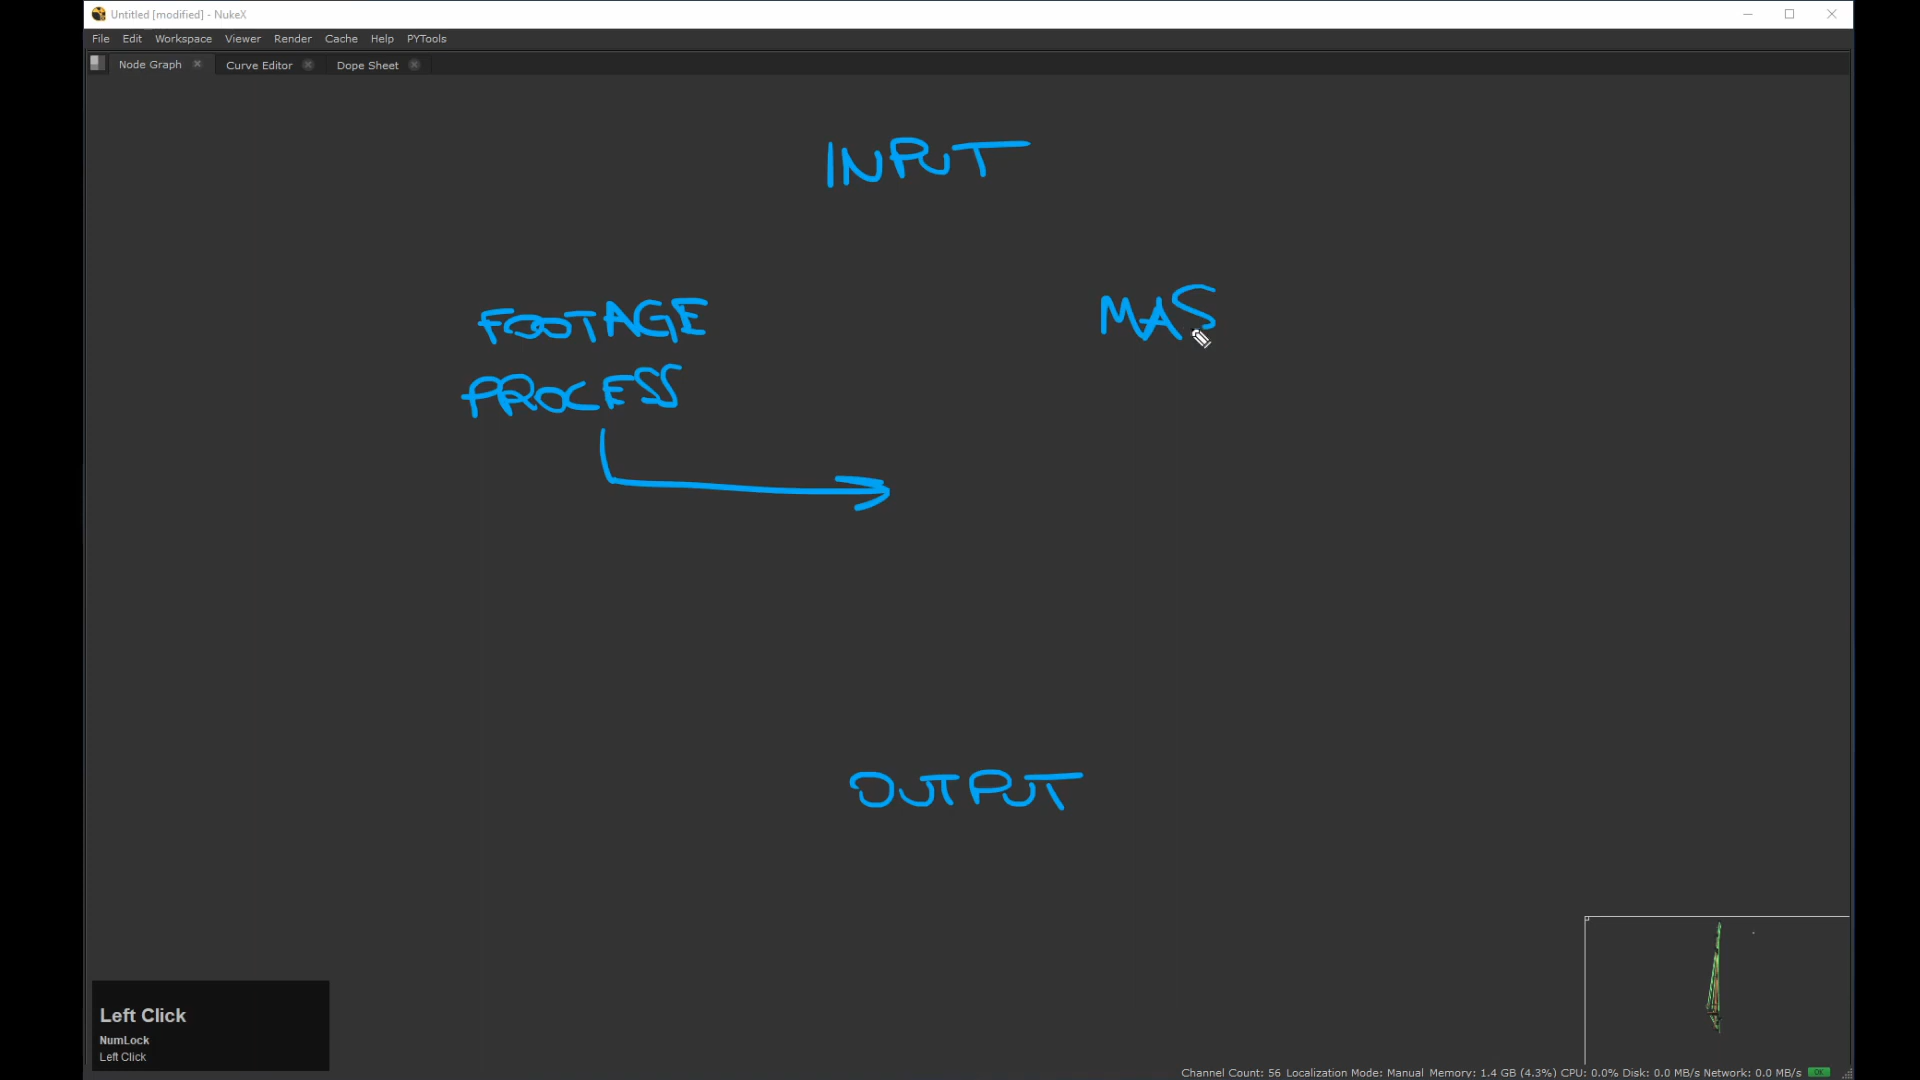 Untitled [modified] - NukeX
File Edit Workspace Viewer Render Cache Help PYTools
Node Graph Curve Editor Dope Sheet
INPUT
FOOTAGE MAS
PROCESS
OUTPUT
Left Click
NumLock
Left Click
Channel Count: 56 Localization Mode: Manual Memory: 1.4 GB (4.3%) CPU: 0.0% Disk: 0.0 MB/s Network: 0.0 MB/s OK